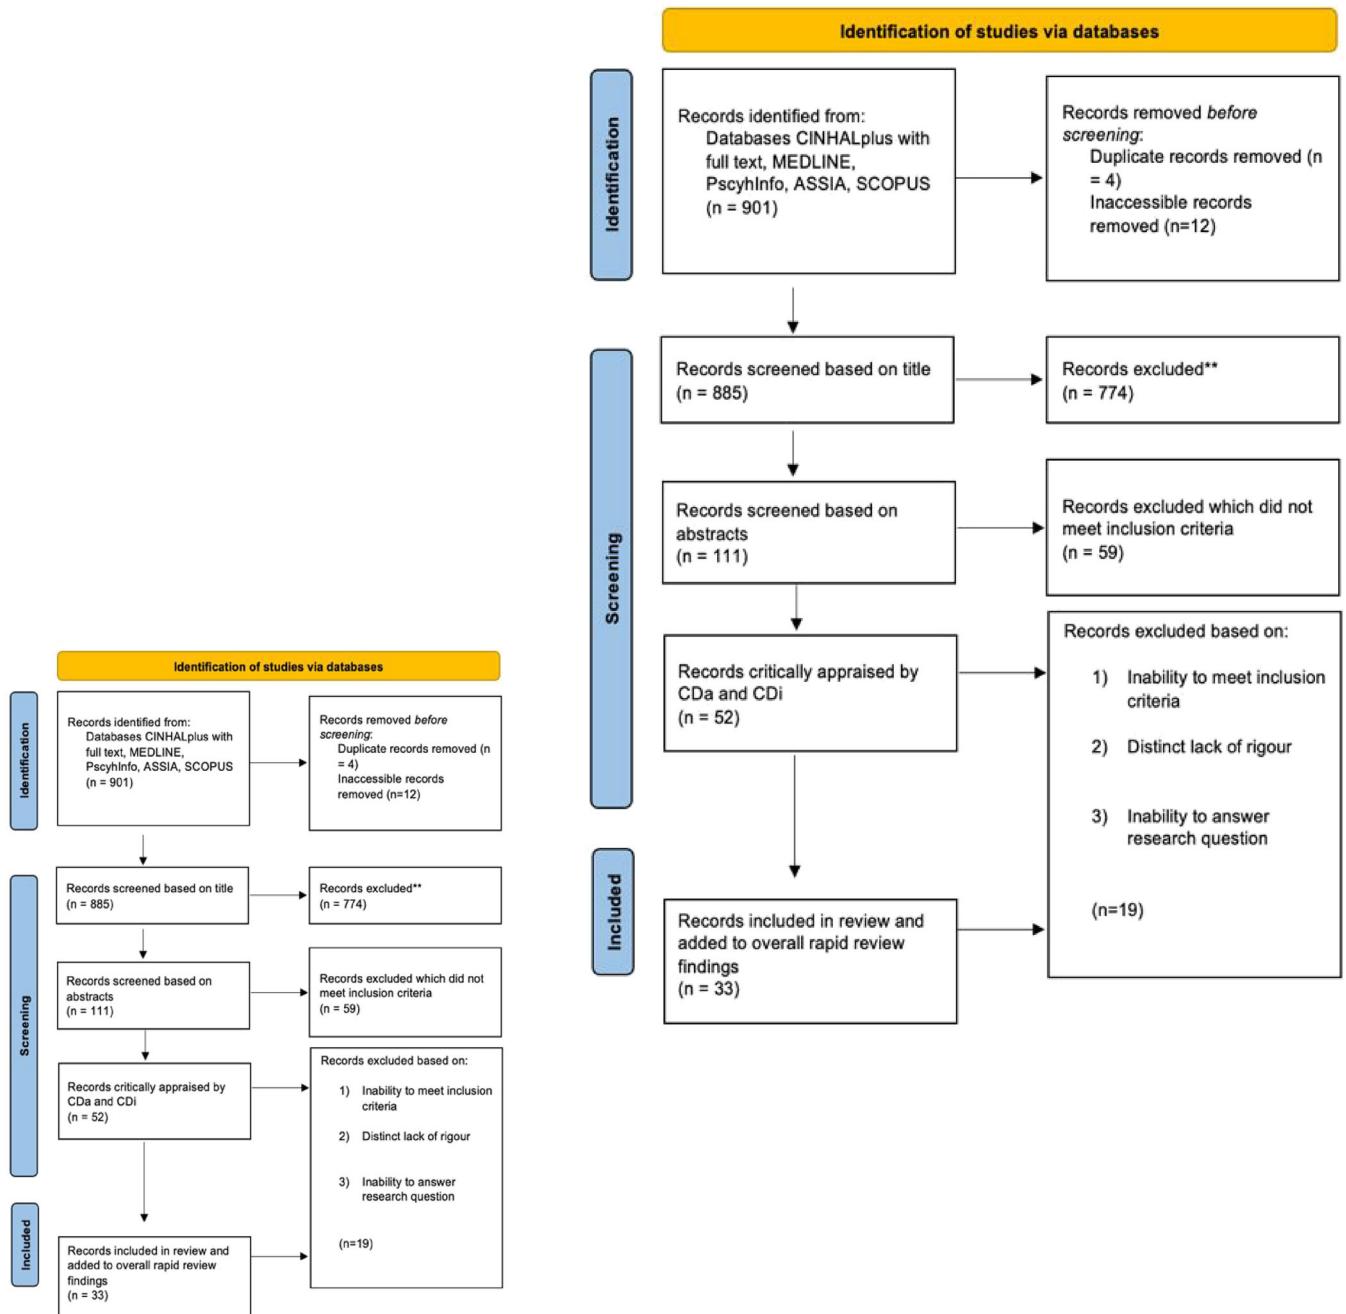 Identification of studies via databases
Identification
Records identified from:
Databases CINHALplus with
full text, MEDLINE,
PscyhInfo, ASSIA, SCOPUS
(n = 901)
Records removed before
screening:
Duplicate records removed (n
= 4)
Inaccessible records
removed (n=12)
Screening
Records screened based on title
(n = 885)
Records excluded**
(n = 774)
Records screened based on
abstracts
(n = 111)
Records excluded which did not
meet inclusion criteria
(n = 59)
Records critically appraised by
CDa and CDi
(n = 52)
Records excluded based on:
1) Inability to meet inclusion
criteria
2) Distinct lack of rigour
3) Inability to answer
research question
(n=19)
Included
Records included in review and
added to overall rapid review
findings
(n = 33)
Identification of studies via databases
Identification
Records identified from:
Databases CINHALplus with
full text, MEDLINE,
PscyhInfo, ASSIA, SCOPUS
(n = 901)
Records removed before
screening:
Duplicate records removed (n
= 4)
Inaccessible records
removed (n=12)
Screening
Records screened based on title
(n = 885)
Records excluded**
(n = 774)
Records screened based on
abstracts
(n = 111)
Records excluded which did not
meet inclusion criteria
(n = 59)
Records critically appraised by
CDa and CDi
(n = 52)
Records excluded based on:
1) Inability to meet inclusion
criteria
2) Distinct lack of rigour
3) Inability to answer
research question
(n=19)
Included
Records included in review and
added to overall rapid review
findings
(n = 33)